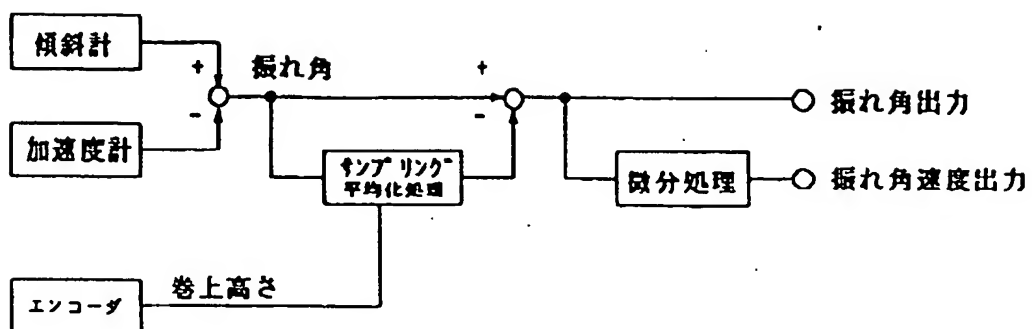 傾斜計
+
振れ角
+
-
-
振れ角出力
加速度計
サンプリング
平均化処理
微分処理
振れ角速度出力
巻上高さ
エンコーダ